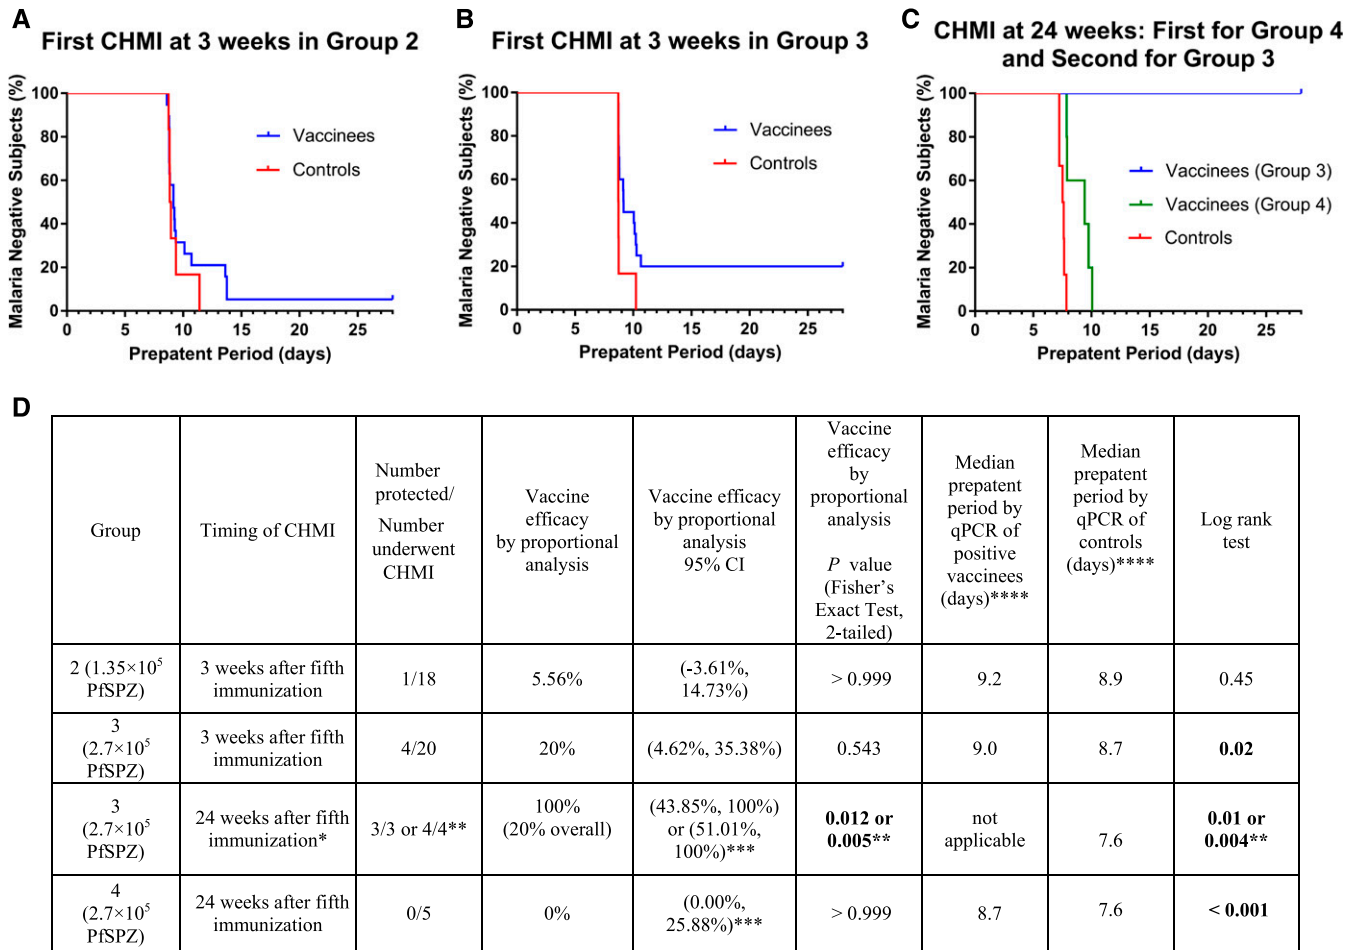 A
First CHMI at 3 weeks in Group 2
Malaria Negative Subjects (%)
100
80
60
40
20
0
0 5 10 15 20 25
Prepatent Period (days)
Vaccinees
Controls
B
First CHMI at 3 weeks in Group 3
Malaria Negative Subjects (%)
100
80
60
40
20
0
0 5 10 15 20 25
Prepatent Period (days)
Vaccinees
Controls
C
CHMI at 24 weeks: First for Group 4
and Second for Group 3
Malaria Negative Subjects (%)
100
80
60
40
20
0
0 5 10 15 20 25
Prepatent Period (days)
Vaccinees (Group 3)
Vaccinees (Group 4)
Controls
D
Group
Timing of CHMI
Number
protected/
Number
underwent
CHMI
Vaccine
efficacy
by proportional
analysis
Vaccine efficacy
by proportional
analysis
95% CI
Vaccine
efficacy
by
proportional
analysis
P value
(Fisher's
Exact Test,
2-tailed)
Median
prepatent
period by
qPCR of
positive
vaccinees
(days)****
Median
prepatent
period by
qPCR of
controls
(days)****
Log rank
test
2 (1.35×10⁵
PfSPZ)
3 weeks after fifth
immunization
1/18
5.56%
(-3.61%,
14.73%)
> 0.999
9.2
8.9
0.45
3
(2.7×10⁵
PfSPZ)
3 weeks after fifth
immunization
4/20
20%
(4.62%, 35.38%)
0.543
9.0
8.7
0.02
3
(2.7×10⁵
PfSPZ)
24 weeks after fifth
immunization*
3/3 or 4/4**
100%
(20% overall)
(43.85%, 100%)
or (51.01%,
100%)***
0.012 or
0.005**
not
applicable
7.6
0.01 or
0.004**
4
(2.7×10⁵
PfSPZ)
24 weeks after fifth
immunization
0/5
0%
(0.00%,
25.88%)***
> 0.999
8.7
7.6
< 0.001